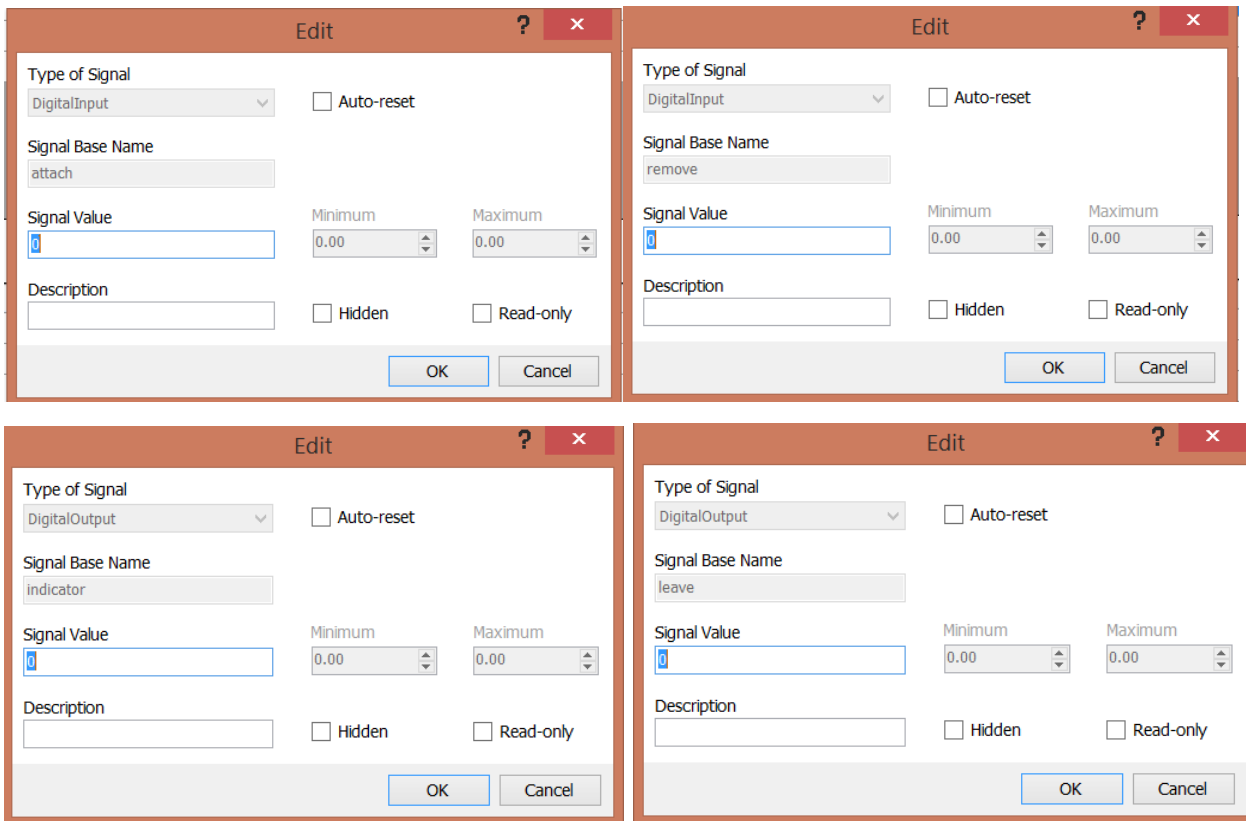 Edit ? ×
Type of Signal
DigitalInput
Auto-reset
Signal Base Name
attach
Signal Value
Minimum
Maximum
0
0.00
0.00
Description
Hidden
Read-only
OK
Cancel
Edit ? ×
Type of Signal
DigitalInput
Auto-reset
Signal Base Name
remove
Signal Value
Minimum
Maximum
0
0.00
0.00
Description
Hidden
Read-only
OK
Cancel
Edit ? ×
Type of Signal
DigitalOutput
Auto-reset
Signal Base Name
indicator
Signal Value
Minimum
Maximum
0
0.00
0.00
Description
Hidden
Read-only
OK
Cancel
Edit ? ×
Type of Signal
DigitalOutput
Auto-reset
Signal Base Name
leave
Signal Value
Minimum
Maximum
0
0.00
0.00
Description
Hidden
Read-only
OK
Cancel